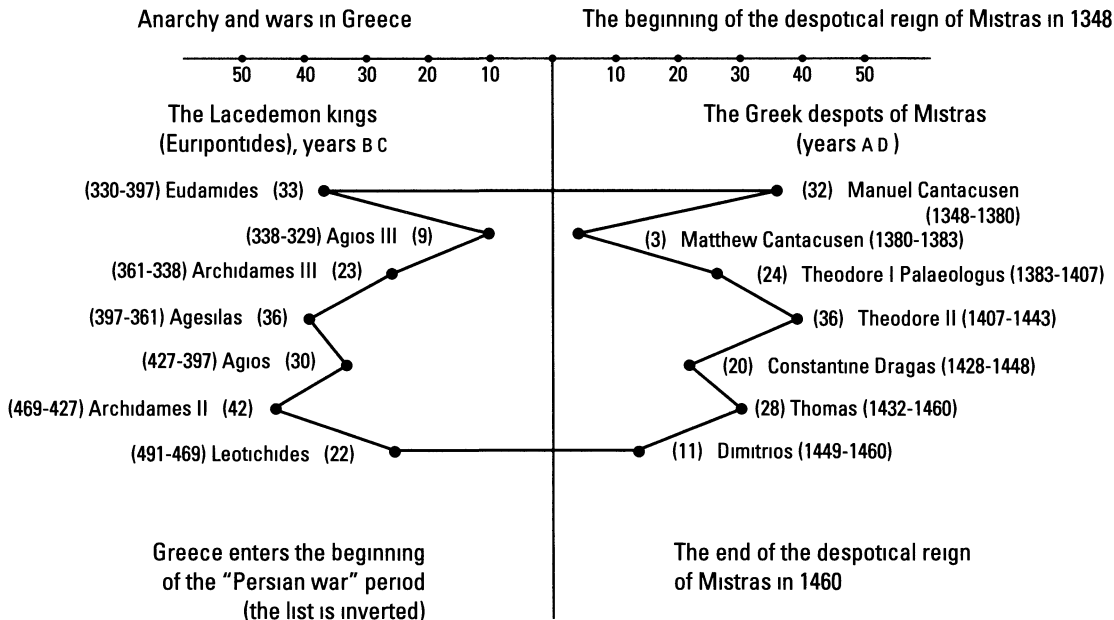 Anarchy and wars in Greece
The beginning of the despotical reign of Mistras in 1348
50 40 30 20 10 10 20 30 40 50
The Lacedemon kings
(Euripontides), years B C
The Greek despots of Mistras
(years A D )
(330-397) Eudamides (33)
(32) Manuel Cantacusen
(1348-1380)
(338-329) Agios III (9)
(3) Matthew Cantacusen (1380-1383)
(361-338) Archidames III (23)
(24) Theodore I Palaeologus (1383-1407)
(397-361) Agesilas (36)
(36) Theodore II (1407-1443)
(427-397) Agios (30)
(20) Constantine Dragas (1428-1448)
(469-427) Archidames II (42)
(28) Thomas (1432-1460)
(491-469) Leotichides (22)
(11) Dimitrios (1449-1460)
Greece enters the beginning
of the “Persian war” period
(the list is inverted)
The end of the despotical reign
of Mistras in 1460